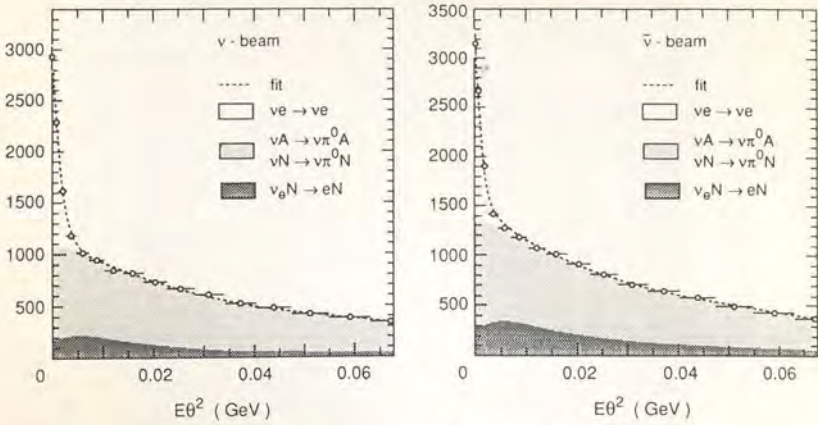 ν - beam
3000
2500
2000
1500
1000
500
0
0.02
0.04
0.06
Eθ² ( GeV )
fit
νe → νe
νA → νπ⁰A
νN → νπ⁰N
νₑN → eN
ν̄ - beam
3500
3000
2500
2000
1500
1000
500
0
0.02
0.04
0.06
Eθ² ( GeV )
fit
νe → νe
νA → νπ⁰A
νN → νπ⁰N
νₑN → eN